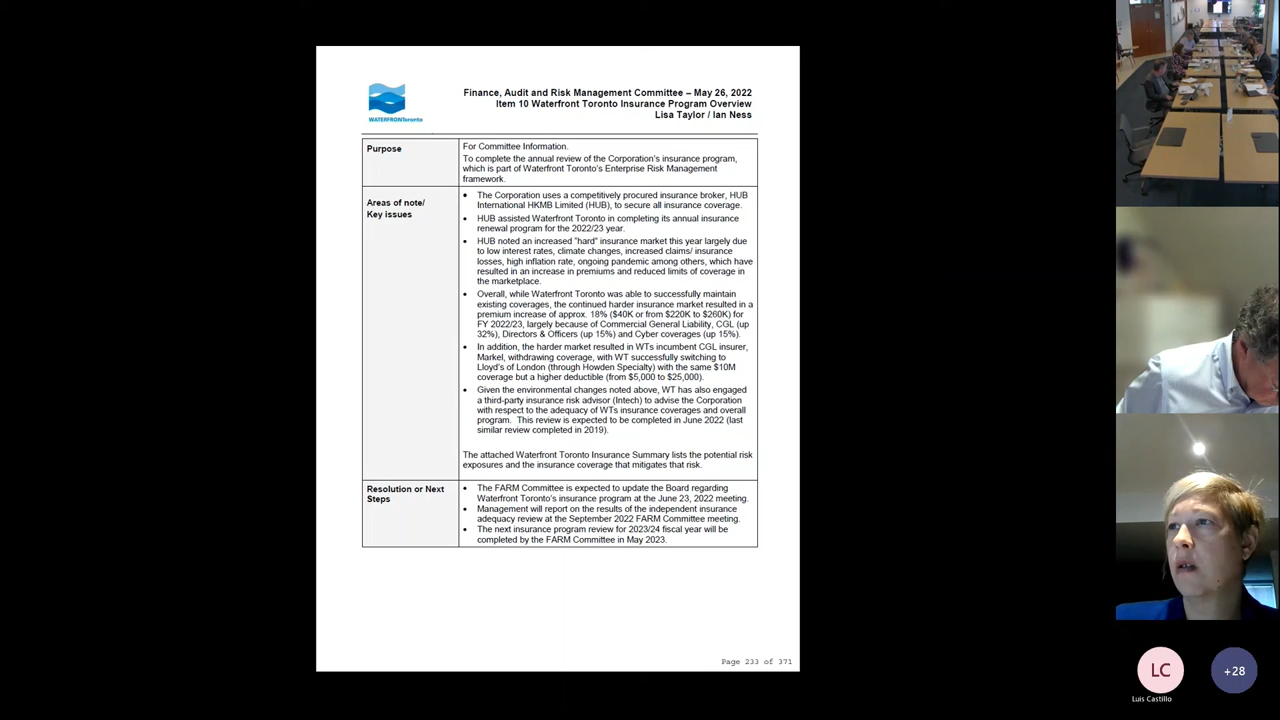 WATERFRONToronto
Finance, Audit and Risk Management Committee – May 26, 2022
Item 10 Waterfront Toronto Insurance Program Overview
Lisa Taylor / Ian Ness
Purpose
For Committee Information.
To complete the annual review of the Corporation's insurance program,
which is part of Waterfront Toronto's Enterprise Risk Management
framework.
Areas of note/
Key issues
• The Corporation uses a competitively procured insurance broker, HUB
International HKMB Limited (HUB), to secure all insurance coverage.
• HUB assisted Waterfront Toronto in completing its annual insurance
renewal program for the 2022/23 year.
• HUB noted an increased "hard" insurance market this year largely due
to low interest rates, climate changes, increased claims/ insurance
losses, high inflation rate, ongoing pandemic among others, which have
resulted in an increase in premiums and reduced limits of coverage in
the marketplace.
• Overall, while Waterfront Toronto was able to successfully maintain
existing coverages, the continued harder insurance market resulted in a
premium increase of approx. 18% ($40K or from $220K to $260K) for
FY 2022/23, largely because of Commercial General Liability, CGL (up
32%), Directors & Officers (up 15%) and Cyber coverages (up 15%).
• In addition, the harder market resulted in WTs incumbent CGL insurer,
Markel, withdrawing coverage, with WT successfully switching to
Lloyd's of London (through Howden Specialty) with the same $10M
coverage but a higher deductible (from $5,000 to $25,000).
• Given the environmental changes noted above, WT has also engaged
a third-party insurance risk advisor (Intech) to advise the Corporation
with respect to the adequacy of WTs insurance coverages and overall
program. This review is expected to be completed in June 2022 (last
similar review completed in 2019).
The attached Waterfront Toronto Insurance Summary lists the potential risk
exposures and the insurance coverage that mitigates that risk.
Resolution or Next
Steps
• The FARM Committee is expected to update the Board regarding
Waterfront Toronto's insurance program at the June 23, 2022 meeting.
• Management will report on the results of the independent insurance
adequacy review at the September 2022 FARM Committee meeting.
• The next insurance program review for 2023/24 fiscal year will be
completed by the FARM Committee in May 2023.
Page 233 of 371
LC
+28
Luis Castillo